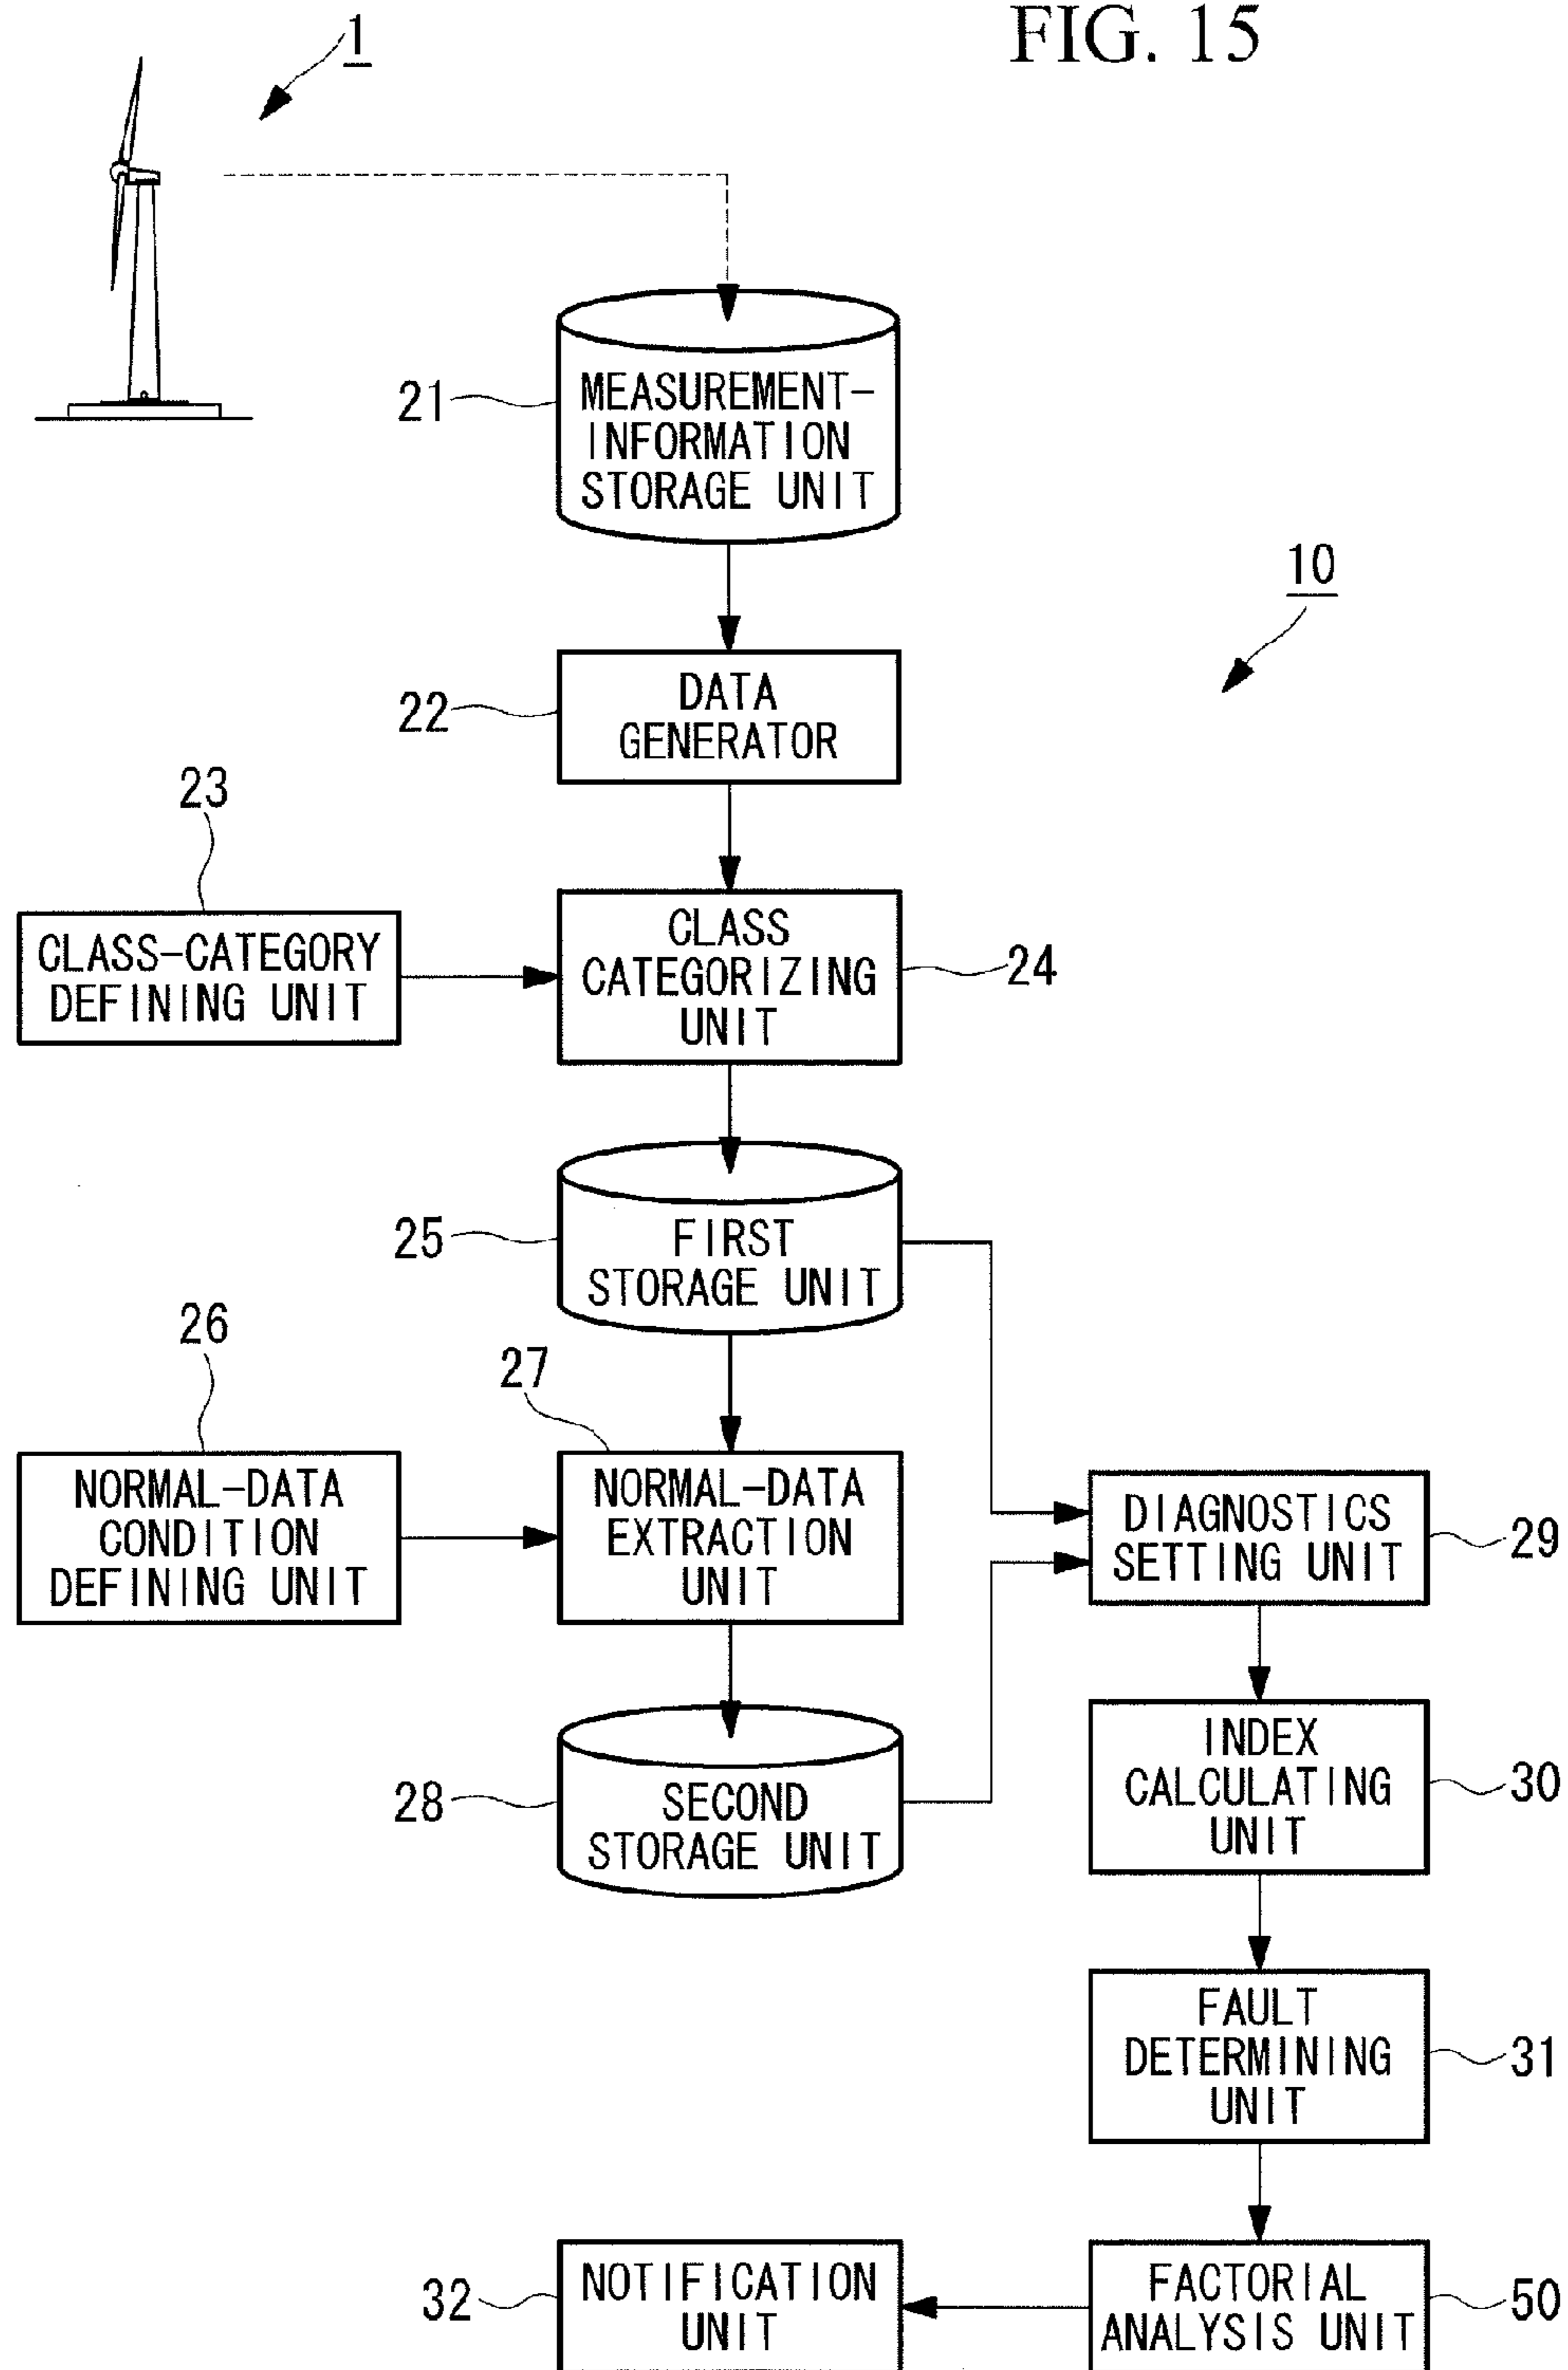 FIG. 15
1
21
MEASUREMENT-
INFORMATION
STORAGE UNIT
10
22
DATA
GENERATOR
23
CLASS-CATEGORY
DEFINING UNIT
CLASS
CATEGORIZING
UNIT
24
25
FIRST
STORAGE UNIT
26
27
NORMAL-DATA
CONDITION
DEFINING UNIT
NORMAL-DATA
EXTRACTION
UNIT
DIAGNOSTICS
SETTING UNIT
29
28
SECOND
STORAGE UNIT
INDEX
CALCULATING
UNIT
30
FAULT
DETERMINING
UNIT
31
32
NOTIFICATION
UNIT
FACTORIAL
ANALYSIS UNIT
50